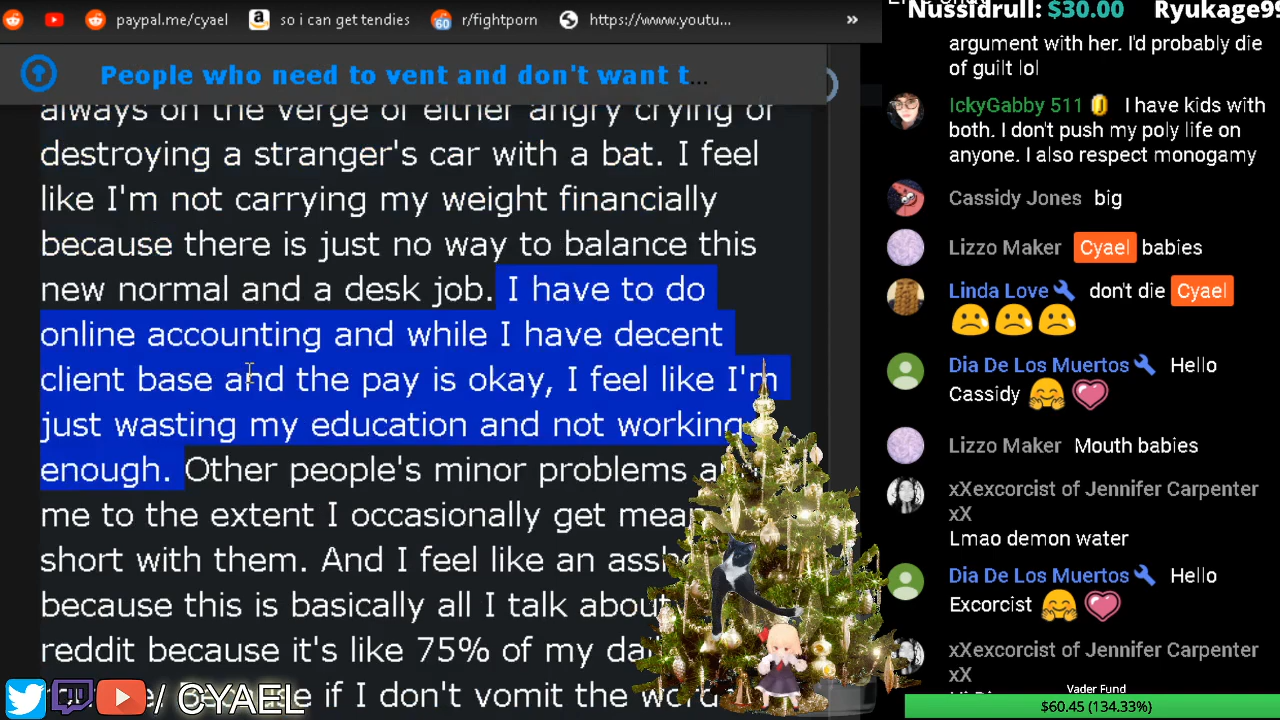 paypal.me/cyael
so i can get tendies
60
r/fightporn
https://www.youtu...
»
People who need to vent and don't want t...
always on the verge of either angry crying or
destroying a stranger's car with a bat. I feel
like I'm not carrying my weight financially
because there is just no way to balance this
new normal and a desk job. I have to do
online accounting and while I have decent
client base and the pay is okay, I feel like I'm
just wasting my education and not working
enough. Other people's minor problems
me to the extent I occasionally get
short with them. And I feel like an
because this is basically all I talk about
reddit because it's like 75% of my
if I don't vomit the word
/ CYAEL
Nussidrull: $30.00 Ryukage99
argument with her. I'd probably die
of guilt lol
IckyGabby 511 I have kids with
both. I don't push my poly life on
anyone. I also respect monogamy
Cassidy Jones big
Lizzo Maker Cyael babies
Linda Love don't die Cyael
Dia De Los Muertos Hello
Cassidy
Lizzo Maker Mouth babies
xXexcorcist of Jennifer Carpenter
xX
Lmao demon water
Dia De Los Muertos Hello
Excorcist
xXexcorcist of Jennifer Carpenter
xX
Vader Fund
$60.45 (134.33%)